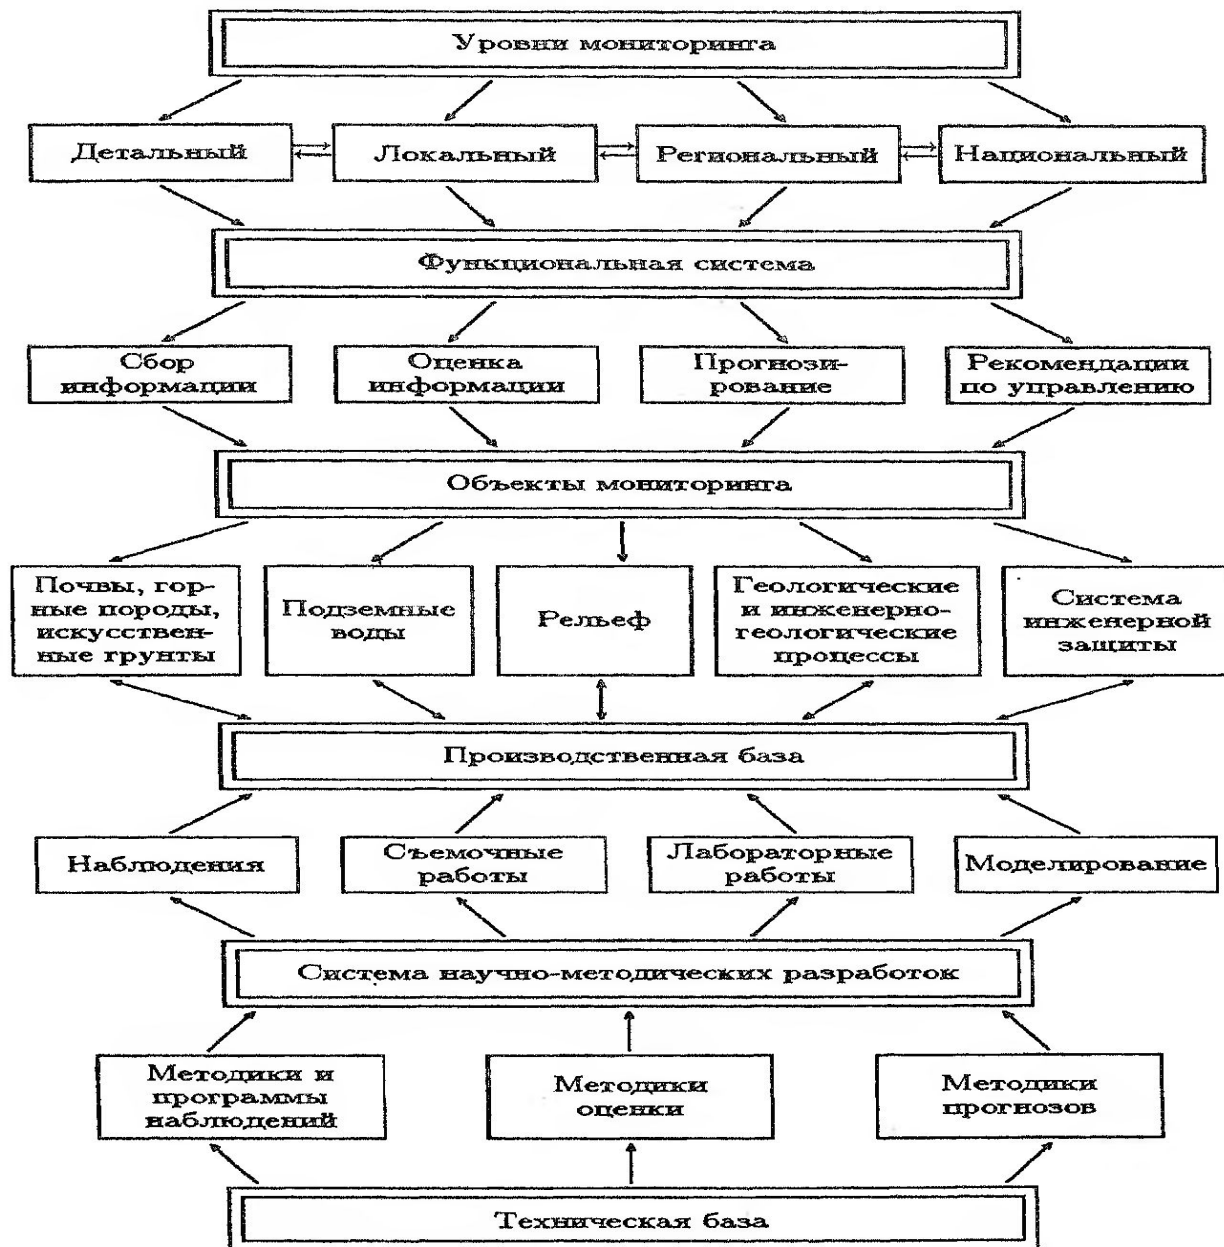 Уровни мониторинга
Детальный
Локальный
Региональный
Национальный
Функциональная система
Сбор
информации
Оценка
информации
Прогнози-
рование
Рекомендации
по управлению
Объекты мониторинга
Почвы, гор-
ные породы,
искусствен-
ные грунты
Подземные
воды
Рельеф
Геологические
и инженерно-
геологические
процессы
Система
инженерной
защиты
Производственная база
Наблюдения
Съемочные
работы
Лабораторные
работы
Моделирование
Система научно-методических разработок
Методики и
программы
наблюдений
Методики
оценки
Методики
прогнозов
Техническая база